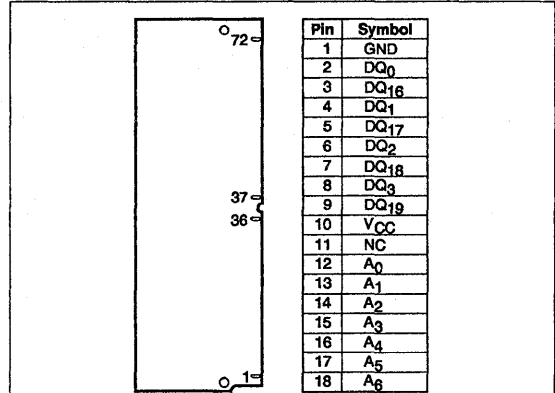 72
37
36
1
Pin Symbol
1 GND
2 DQ0
3 DQ16
4 DQ1
5 DQ17
6 DQ2
7 DQ18
8 DQ3
9 DQ19
10 VCC
11 NC
12 A0
13 A1
14 A2
15 A3
16 A4
17 A5
18 A6